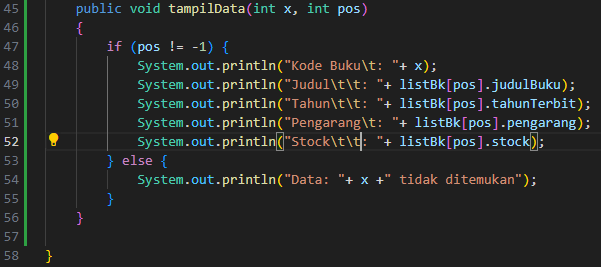 45 public void tampilData(int x, int pos)
46 {
47 if (pos != -1) {
48 System.out.println("Kode Buku\t: "+ x);
49 System.out.println("Judul\t\t: "+ listBk[pos].judulBuku);
50 System.out.println("Tahun\t\t: "+ listBk[pos].tahunTerbit);
51 System.out.println("Pengarang\t: "+ listBk[pos].pengarang);
52 System.out.println("Stock\t\t: "+ listBk[pos].stock);
53 } else {
54 System.out.println("Data: "+ x +" tidak ditemukan");
55 }
56 }
57
58 }